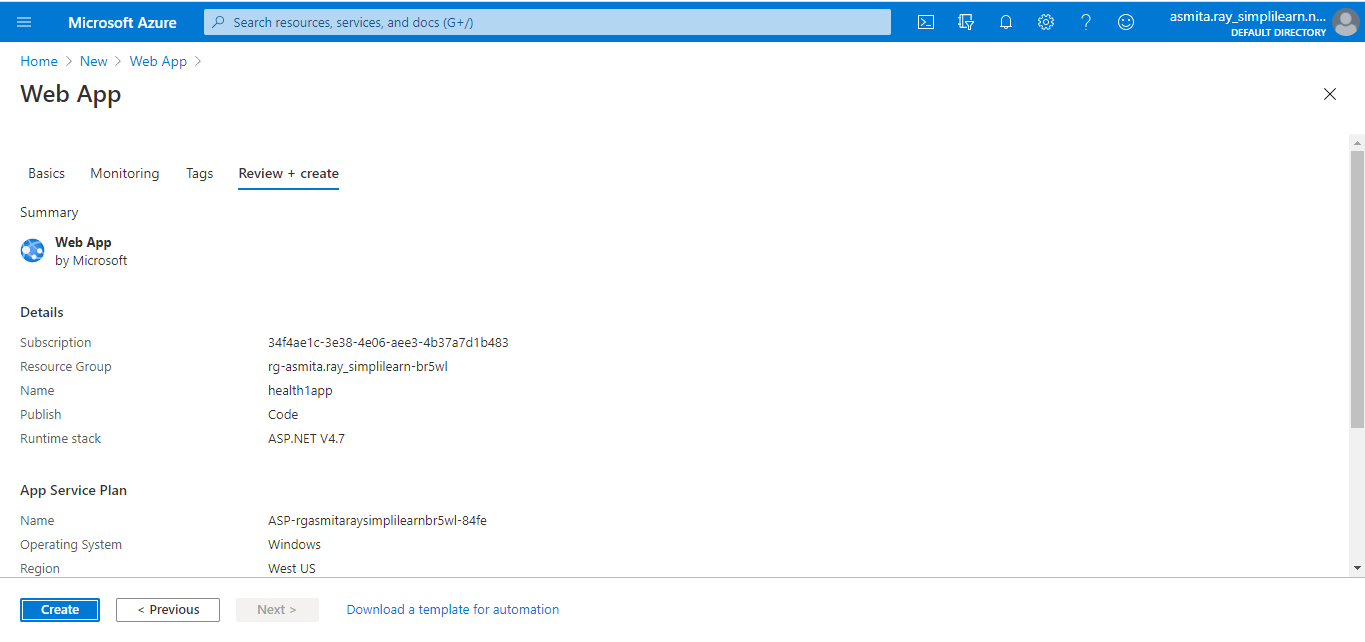 Microsoft Azure
Search resources, services, and docs (G+/)
asmita.ray_simplilearn.n...
DEFAULT DIRECTORY
Home > New > Web App >
Web App
Basics Monitoring Tags Review + create
Summary
Web App
by Microsoft
Details
Subscription 34f4ae1c-3e38-4e06-aee3-4b37a7d1b483
Resource Group rg-asmita.ray_simplilearn-br5wl
Name health1app
Publish Code
Runtime stack ASP.NET V4.7
App Service Plan
Name ASP-rgasmitaraysimplilearnbr5wl-84fe
Operating System Windows
Region West US
Create < Previous Next > Download a template for automation